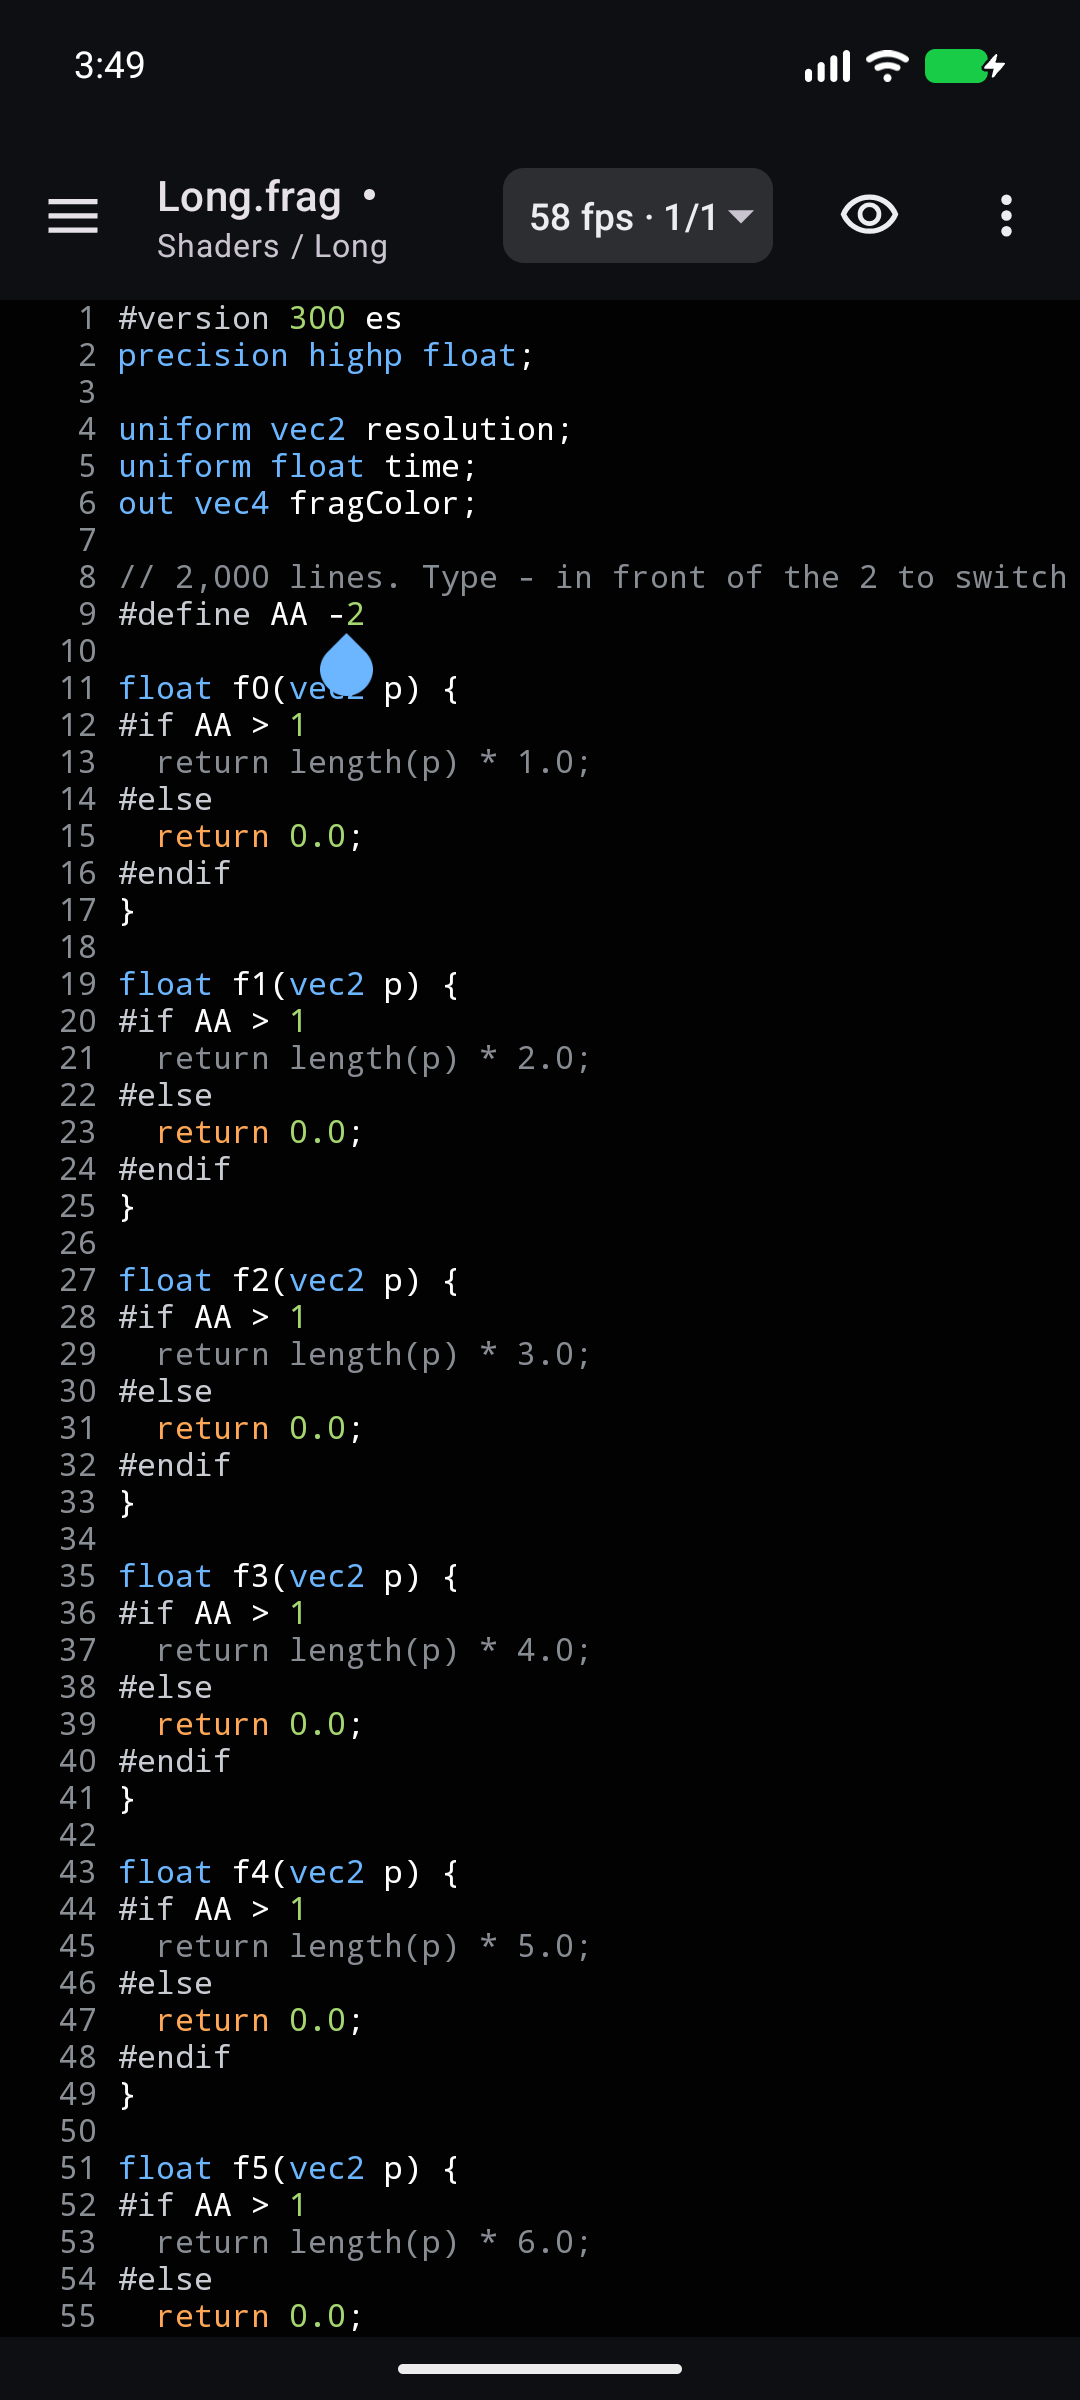 3:49
Long.frag •
Shaders / Long
58 fps · 1/1
1 #version 300 es
2 precision highp float;
3
4 uniform vec2 resolution;
5 uniform float time;
6 out vec4 fragColor;
7
8 // 2,000 lines. Type - in front of the 2 to switch
9 #define AA -2
10
11 float f0(vec2 p) {
12 #if AA > 1
13   return length(p) * 1.0;
14 #else
15   return 0.0;
16 #endif
17 }
18
19 float f1(vec2 p) {
20 #if AA > 1
21   return length(p) * 2.0;
22 #else
23   return 0.0;
24 #endif
25 }
26
27 float f2(vec2 p) {
28 #if AA > 1
29   return length(p) * 3.0;
30 #else
31   return 0.0;
32 #endif
33 }
34
35 float f3(vec2 p) {
36 #if AA > 1
37   return length(p) * 4.0;
38 #else
39   return 0.0;
40 #endif
41 }
42
43 float f4(vec2 p) {
44 #if AA > 1
45   return length(p) * 5.0;
46 #else
47   return 0.0;
48 #endif
49 }
50
51 float f5(vec2 p) {
52 #if AA > 1
53   return length(p) * 6.0;
54 #else
55   return 0.0;